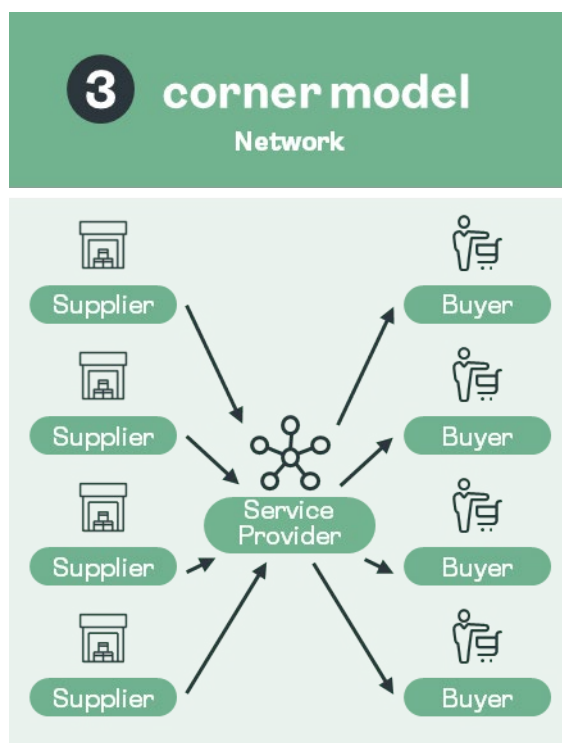 3 corner model
Network
Supplier
Buyer
Supplier
Buyer
Service
Provider
Supplier
Buyer
Supplier
Buyer